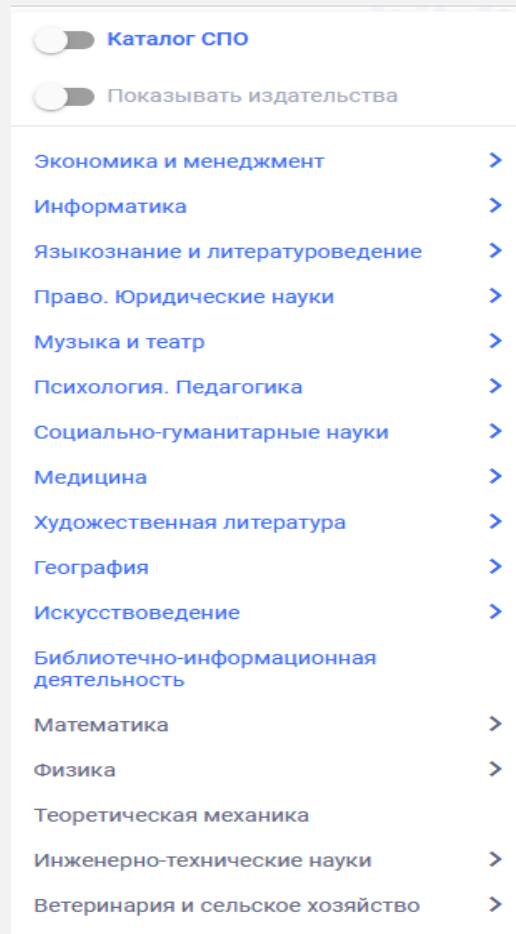 Каталог СПО
Показывать издательства
Экономика и менеджмент
Информатика
Языкознание и литературоведение
Право. Юридические науки
Музыка и театр
Психология. Педагогика
Социально-гуманитарные науки
Медицина
Художественная литература
География
Искусствоведение
Библиотечно-информационная
деятельность
Математика
Физика
Теоретическая механика
Инженерно-технические науки
Ветеринария и сельское хозяйство